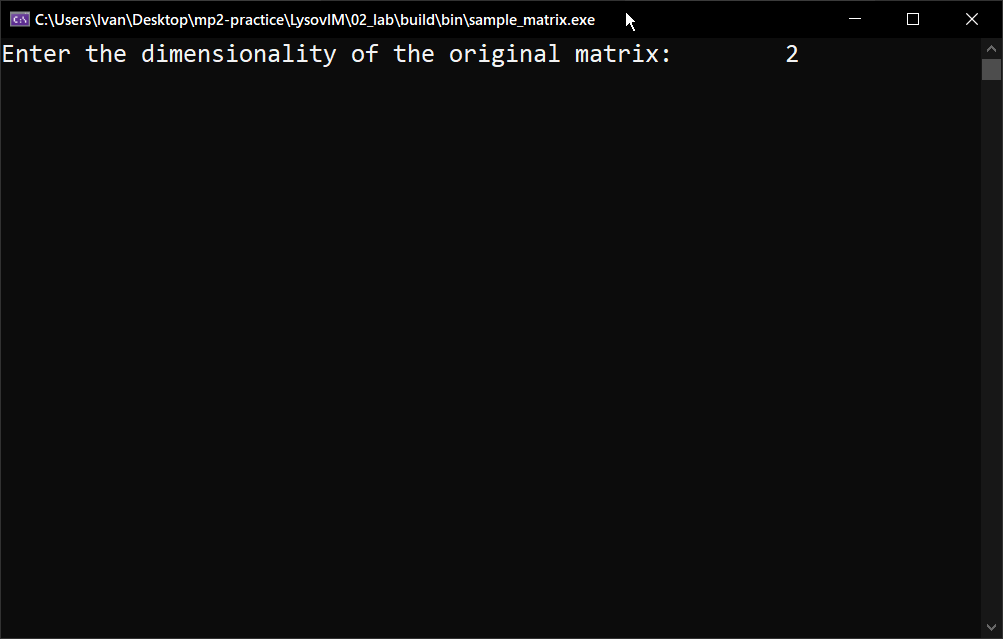 C:\Users\Ivan\Desktop\mp2-practice\LysovIM\02_lab\build\bin\sample_matrix.exe
Enter the dimensionality of the original matrix: 2